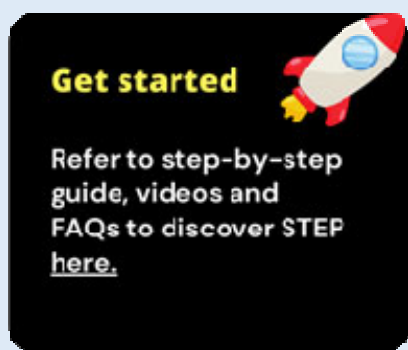 Get started
Refer to step-by-step
guide, videos and
FAQs to discover STEP
here.